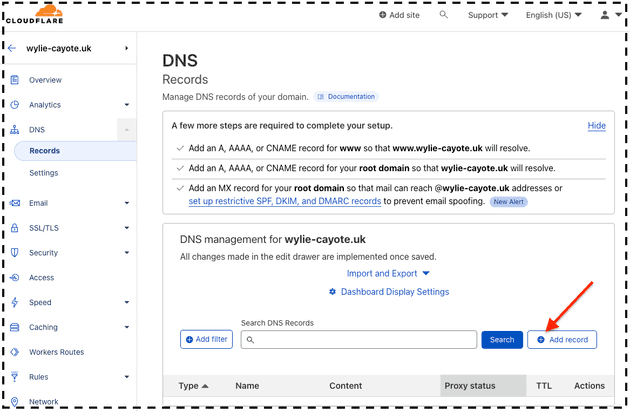 CLOUDFLARE
Add site
Support
English (US)
wylie-cayote.uk
Overview
Analytics
DNS
Records
Settings
Email
SSL/TLS
Security
Access
Speed
Caching
Workers Routes
Rules
Network
DNS
Records
Manage DNS records of your domain. Documentation
A few more steps are required to complete your setup. Hide
Add an A, AAAA, or CNAME record for www so that www.wylie-cayote.uk will resolve.
Add an A, AAAA, or CNAME record for your root domain so that wylie-cayote.uk will resolve.
Add an MX record for your root domain so that mail can reach @wylie-cayote.uk addresses or
set up restrictive SPF, DKIM, and DMARC records to prevent email spoofing. New Alert
DNS management for wylie-cayote.uk
All changes made in the edit drawer are implemented once saved.
Import and Export
Dashboard Display Settings
Search DNS Records
Add filter Search Add record
Type Name Content Proxy status TTL Actions